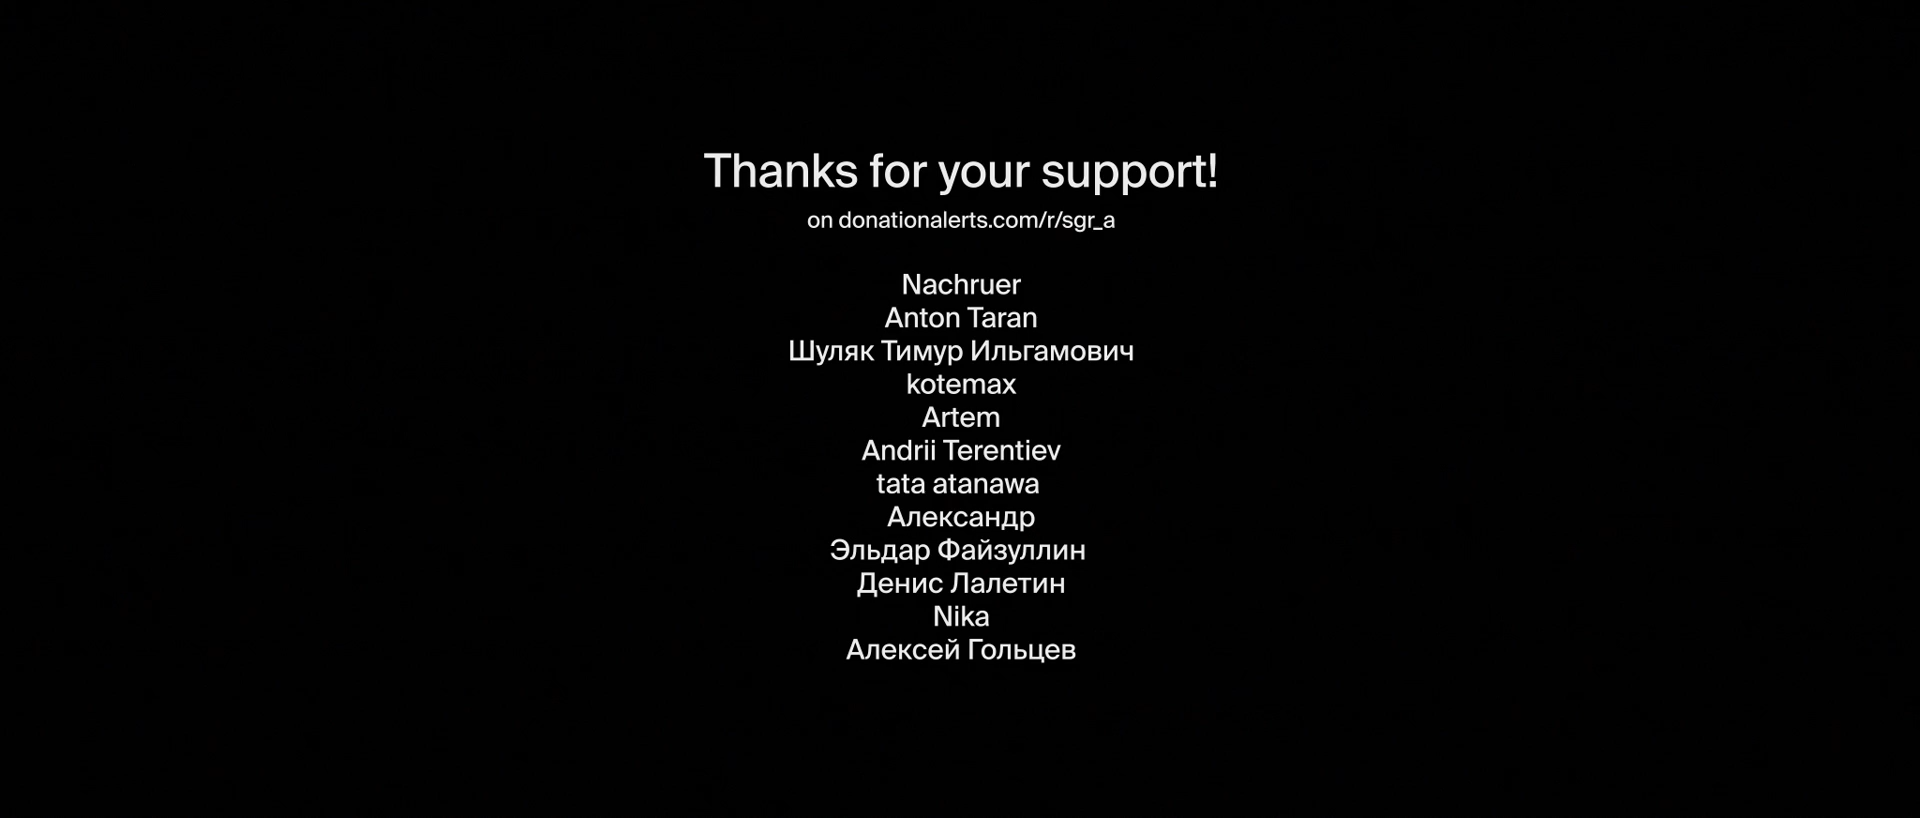 Thanks for your support!
on donationalerts.com/r/sgr_a
Nachruer
Anton Taran
Шуляк Тимур Ильгамович
kotemax
Artem
Andrii Terentiev
tata atanawa
Александр
Эльдар Файзуллин
Денис Лалетин
Nika
Алексей Гольцев